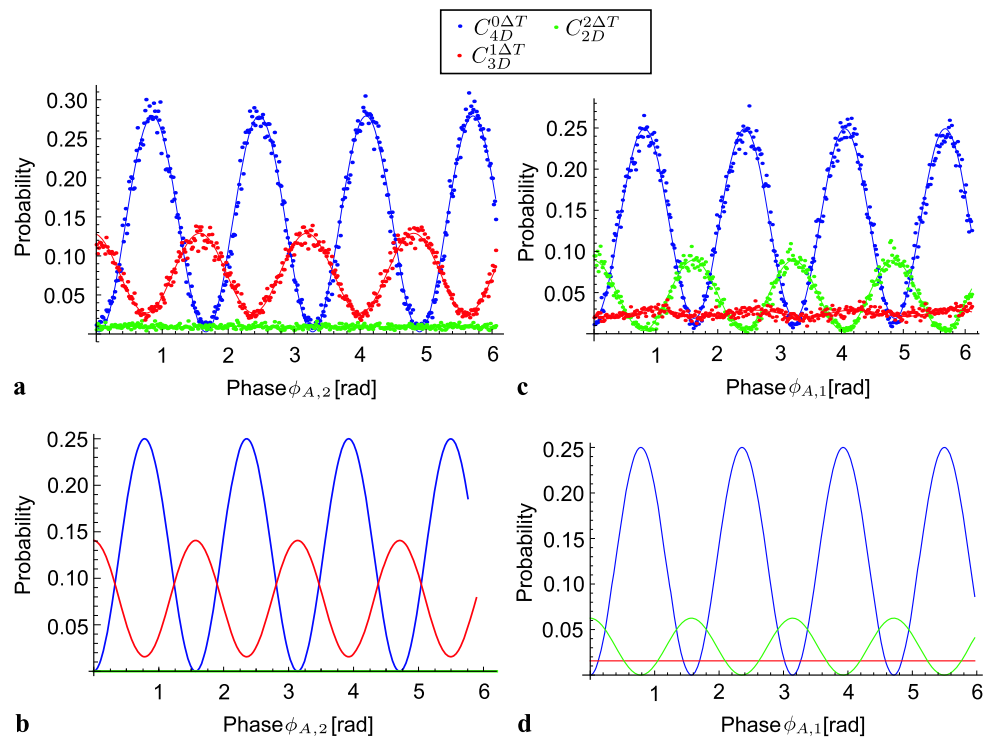 C_{4D}^{0ΔT} C_{2D}^{2ΔT}
C_{3D}^{1ΔT}
Probability
0.30
0.25
0.20
0.15
0.10
0.05
1 2 3 4 5 6
a Phase ϕ_{A,2} [rad]
Probability
0.25
0.20
0.15
0.10
0.05
1 2 3 4 5 6
c Phase ϕ_{A,1} [rad]
Probability
0.25
0.20
0.15
0.10
0.05
1 2 3 4 5 6
b Phase ϕ_{A,2} [rad]
Probability
0.25
0.20
0.15
0.10
0.05
1 2 3 4 5 6
d Phase ϕ_{A,1} [rad]